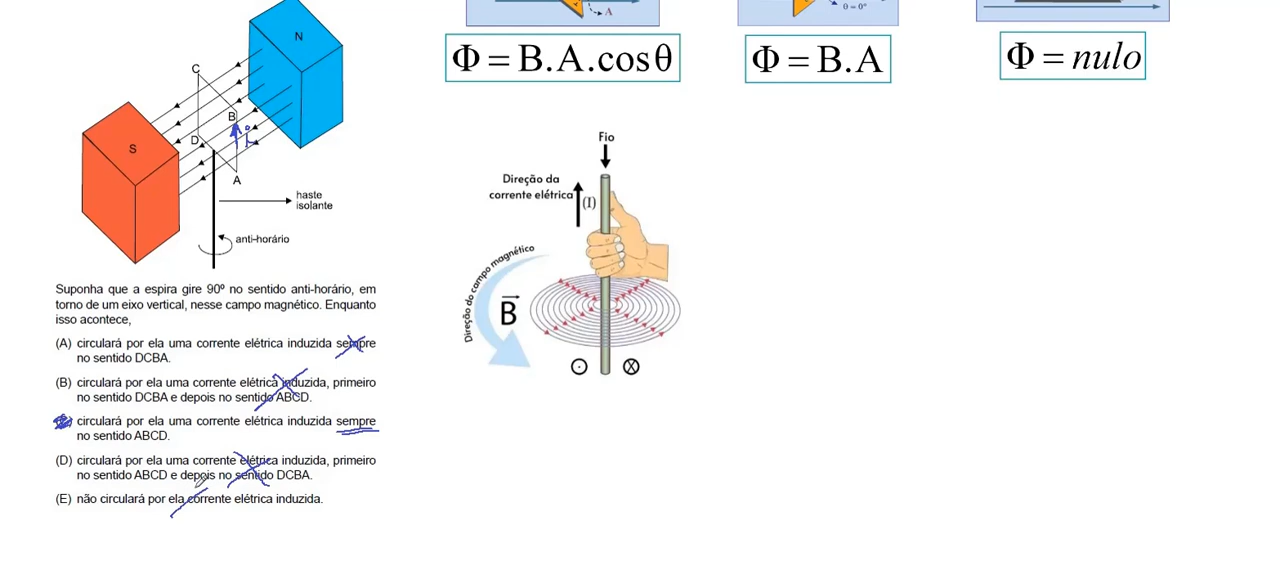 N
C
B
i
D
S
A
haste
isolante
anti-horário
Suponha que a espira gire 90º no sentido anti-horário, em
torno de um eixo vertical, nesse campo magnético. Enquanto
isso acontece,
(A) circulará por ela uma corrente elétrica induzida sempre
no sentido DCBA.
(B) circulará por ela uma corrente elétrica induzida, primeiro
no sentido DCBA e depois no sentido ABCD.
circulará por ela uma corrente elétrica induzida sempre
no sentido ABCD.
(D) circulará por ela uma corrente elétrica induzida, primeiro
no sentido ABCD e depois no sentido DCBA.
(E) não circulará por ela corrente elétrica induzida.
A
Φ = B.A.cosθ
θ = 0°
Φ = B.A
Φ = nulo
Fio
Direção da
corrente elétrica
(I)
Direção do campo magnético
B